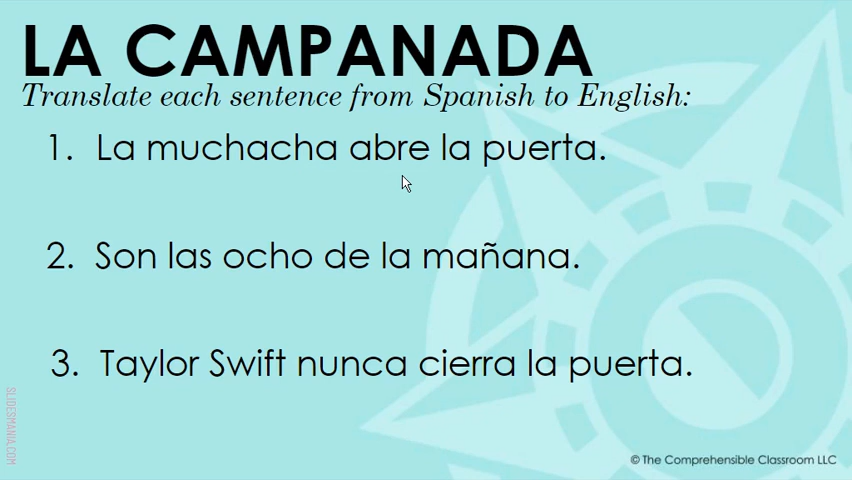 LA CAMPANADA
Translate each sentence from Spanish to English:
1. La muchacha abre la puerta.
2. Son las ocho de la mañana.
3. Taylor Swift nunca cierra la puerta.
SLIDESMANIA.COM
© The Comprehensible Classroom LLC